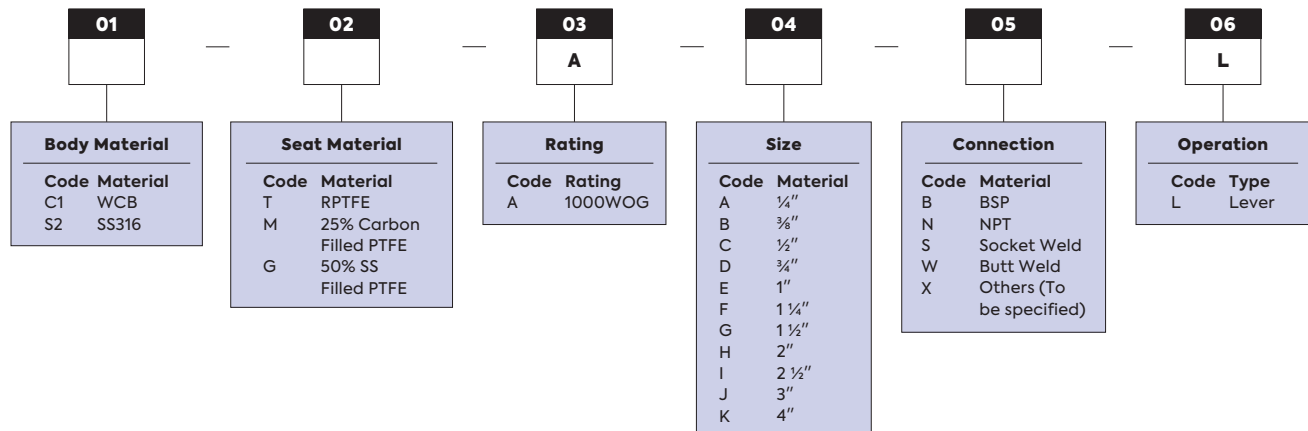 01 — 02 — 03 — 04 — 05 — 06
A
L
Body Material
Code Material
C1 WCB
S2 SS316
Seat Material
Code Material
T RPTFE
M 25% Carbon
Filled PTFE
G 50% SS
Filled PTFE
Rating
Code Rating
A 1000WOG
Size
Code Material
A ¼"
B ⅜"
C ½"
D ¾"
E 1"
F 1 ¼"
G 1 ½"
H 2"
I 2 ½"
J 3"
K 4"
Connection
Code Material
B BSP
N NPT
S Socket Weld
W Butt Weld
X Others (To
be specified)
Operation
Code Type
L Lever